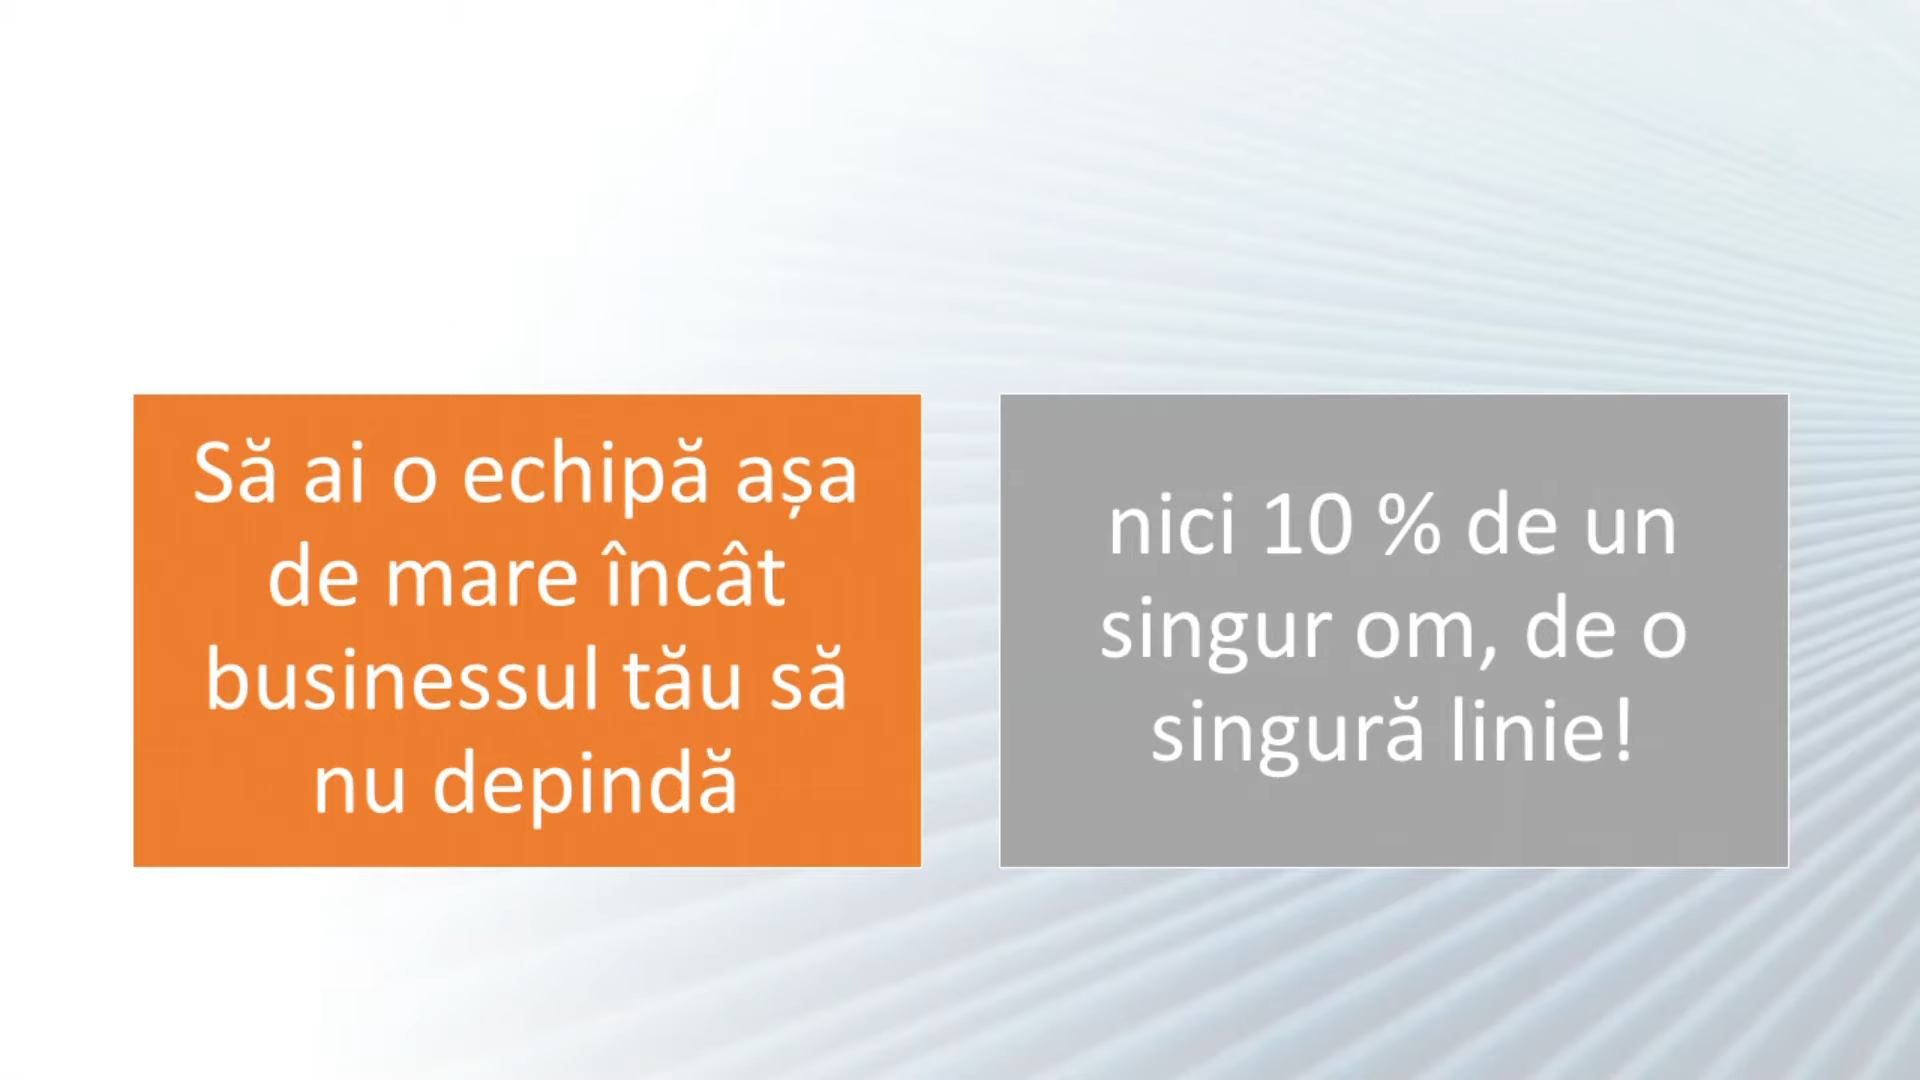 Să ai o echipă așa
de mare încât
businessul tău să
nu depindă
nici 10 % de un
singur om, de o
singură linie!